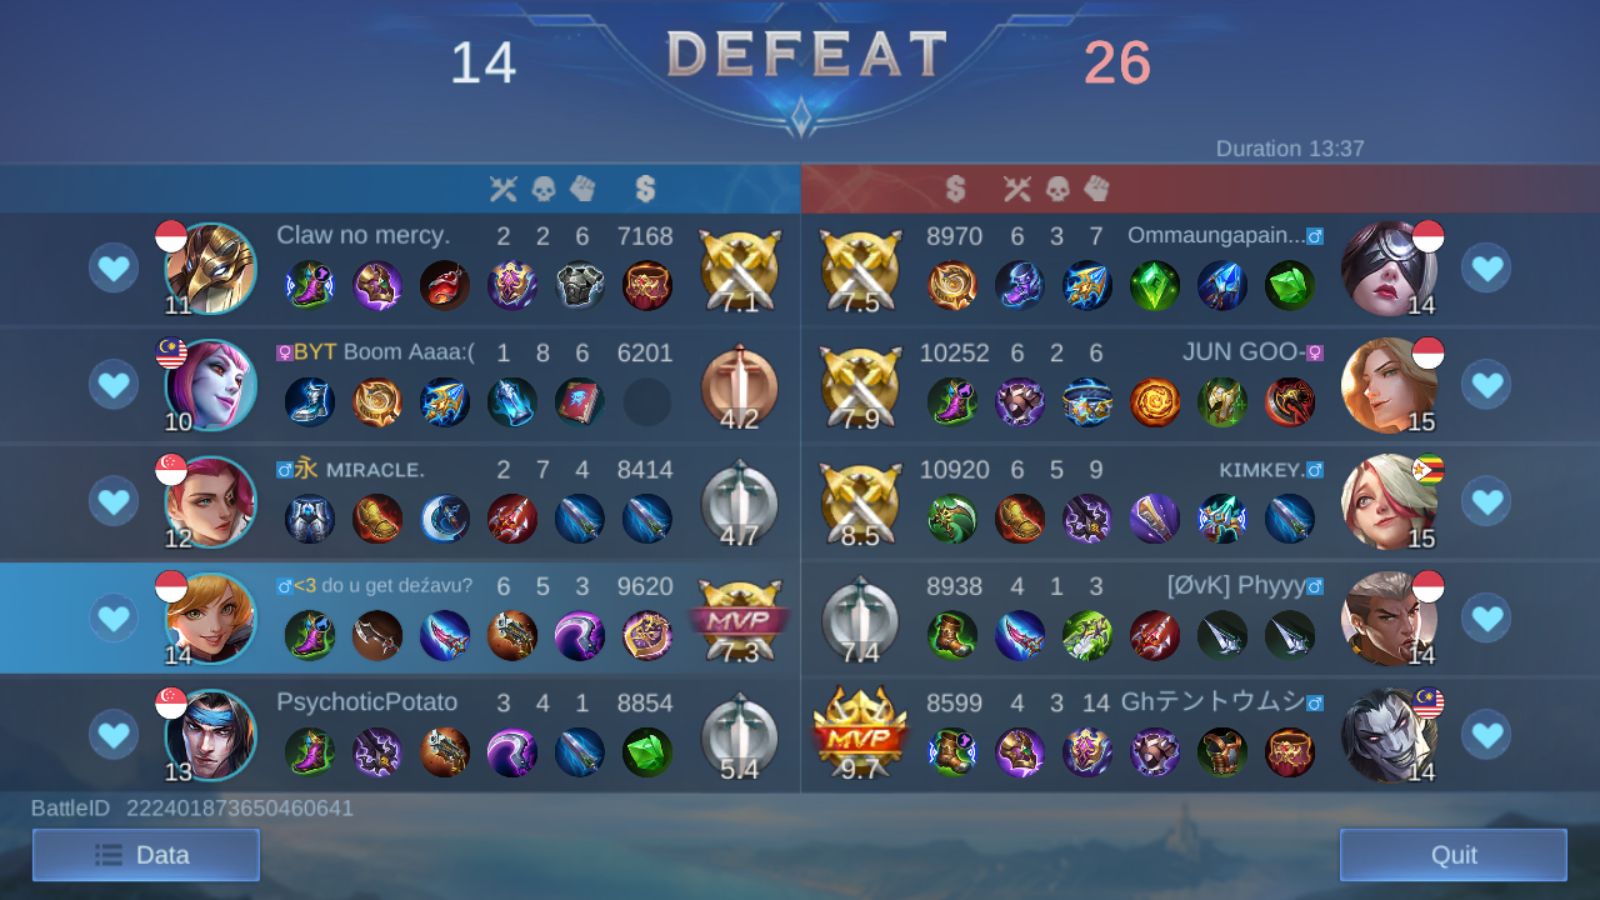 14 DEFEAT 26
Duration 13:37
Claw no mercy. 2 2 6 7168 7.1 11
7.5 8970 6 3 7 Ommaungapain... 14
BYT Boom Aaaa:( 1 8 6 6201 4.2 10
7.9 10252 6 2 6 JUN GOO- 15
永 MIRACLE. 2 7 4 8414 4.7 12
8.5 10920 6 5 9 KIMKEY. 15
<3 do u get deźavu? 6 5 3 9620 MVP 7.3 14
7.4 8938 4 1 3 [ØvK] Phyyy 14
PsychoticPotato 3 4 1 8854 5.4 13
MVP 9.7 8599 4 3 14 Ghテントウムシ 14
BattleID 222401873650460641
Data
Quit